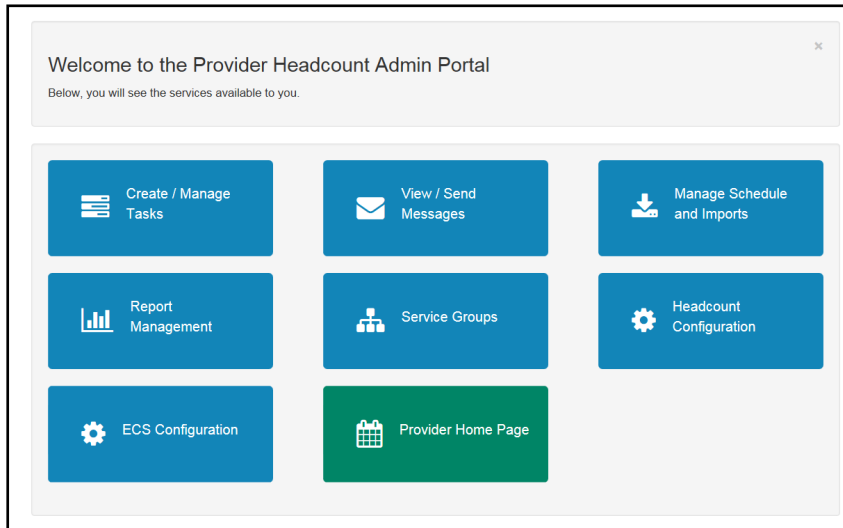 Welcome to the Provider Headcount Admin Portal
×
Below, you will see the services available to you.
Create / Manage
Tasks
View / Send
Messages
Manage Schedule
and Imports
Report
Management
Service Groups
Headcount
Configuration
ECS Configuration
Provider Home Page